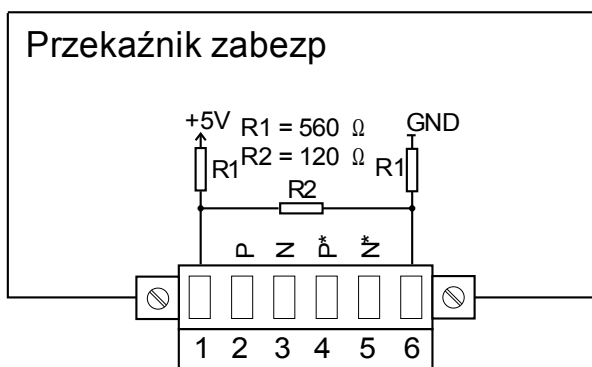 Przekaźnik zabezp
+5V R1 = 560 Ω GND
R1 R2 = 120 Ω R1
R2
P N P* N*
1 2 3 4 5 6